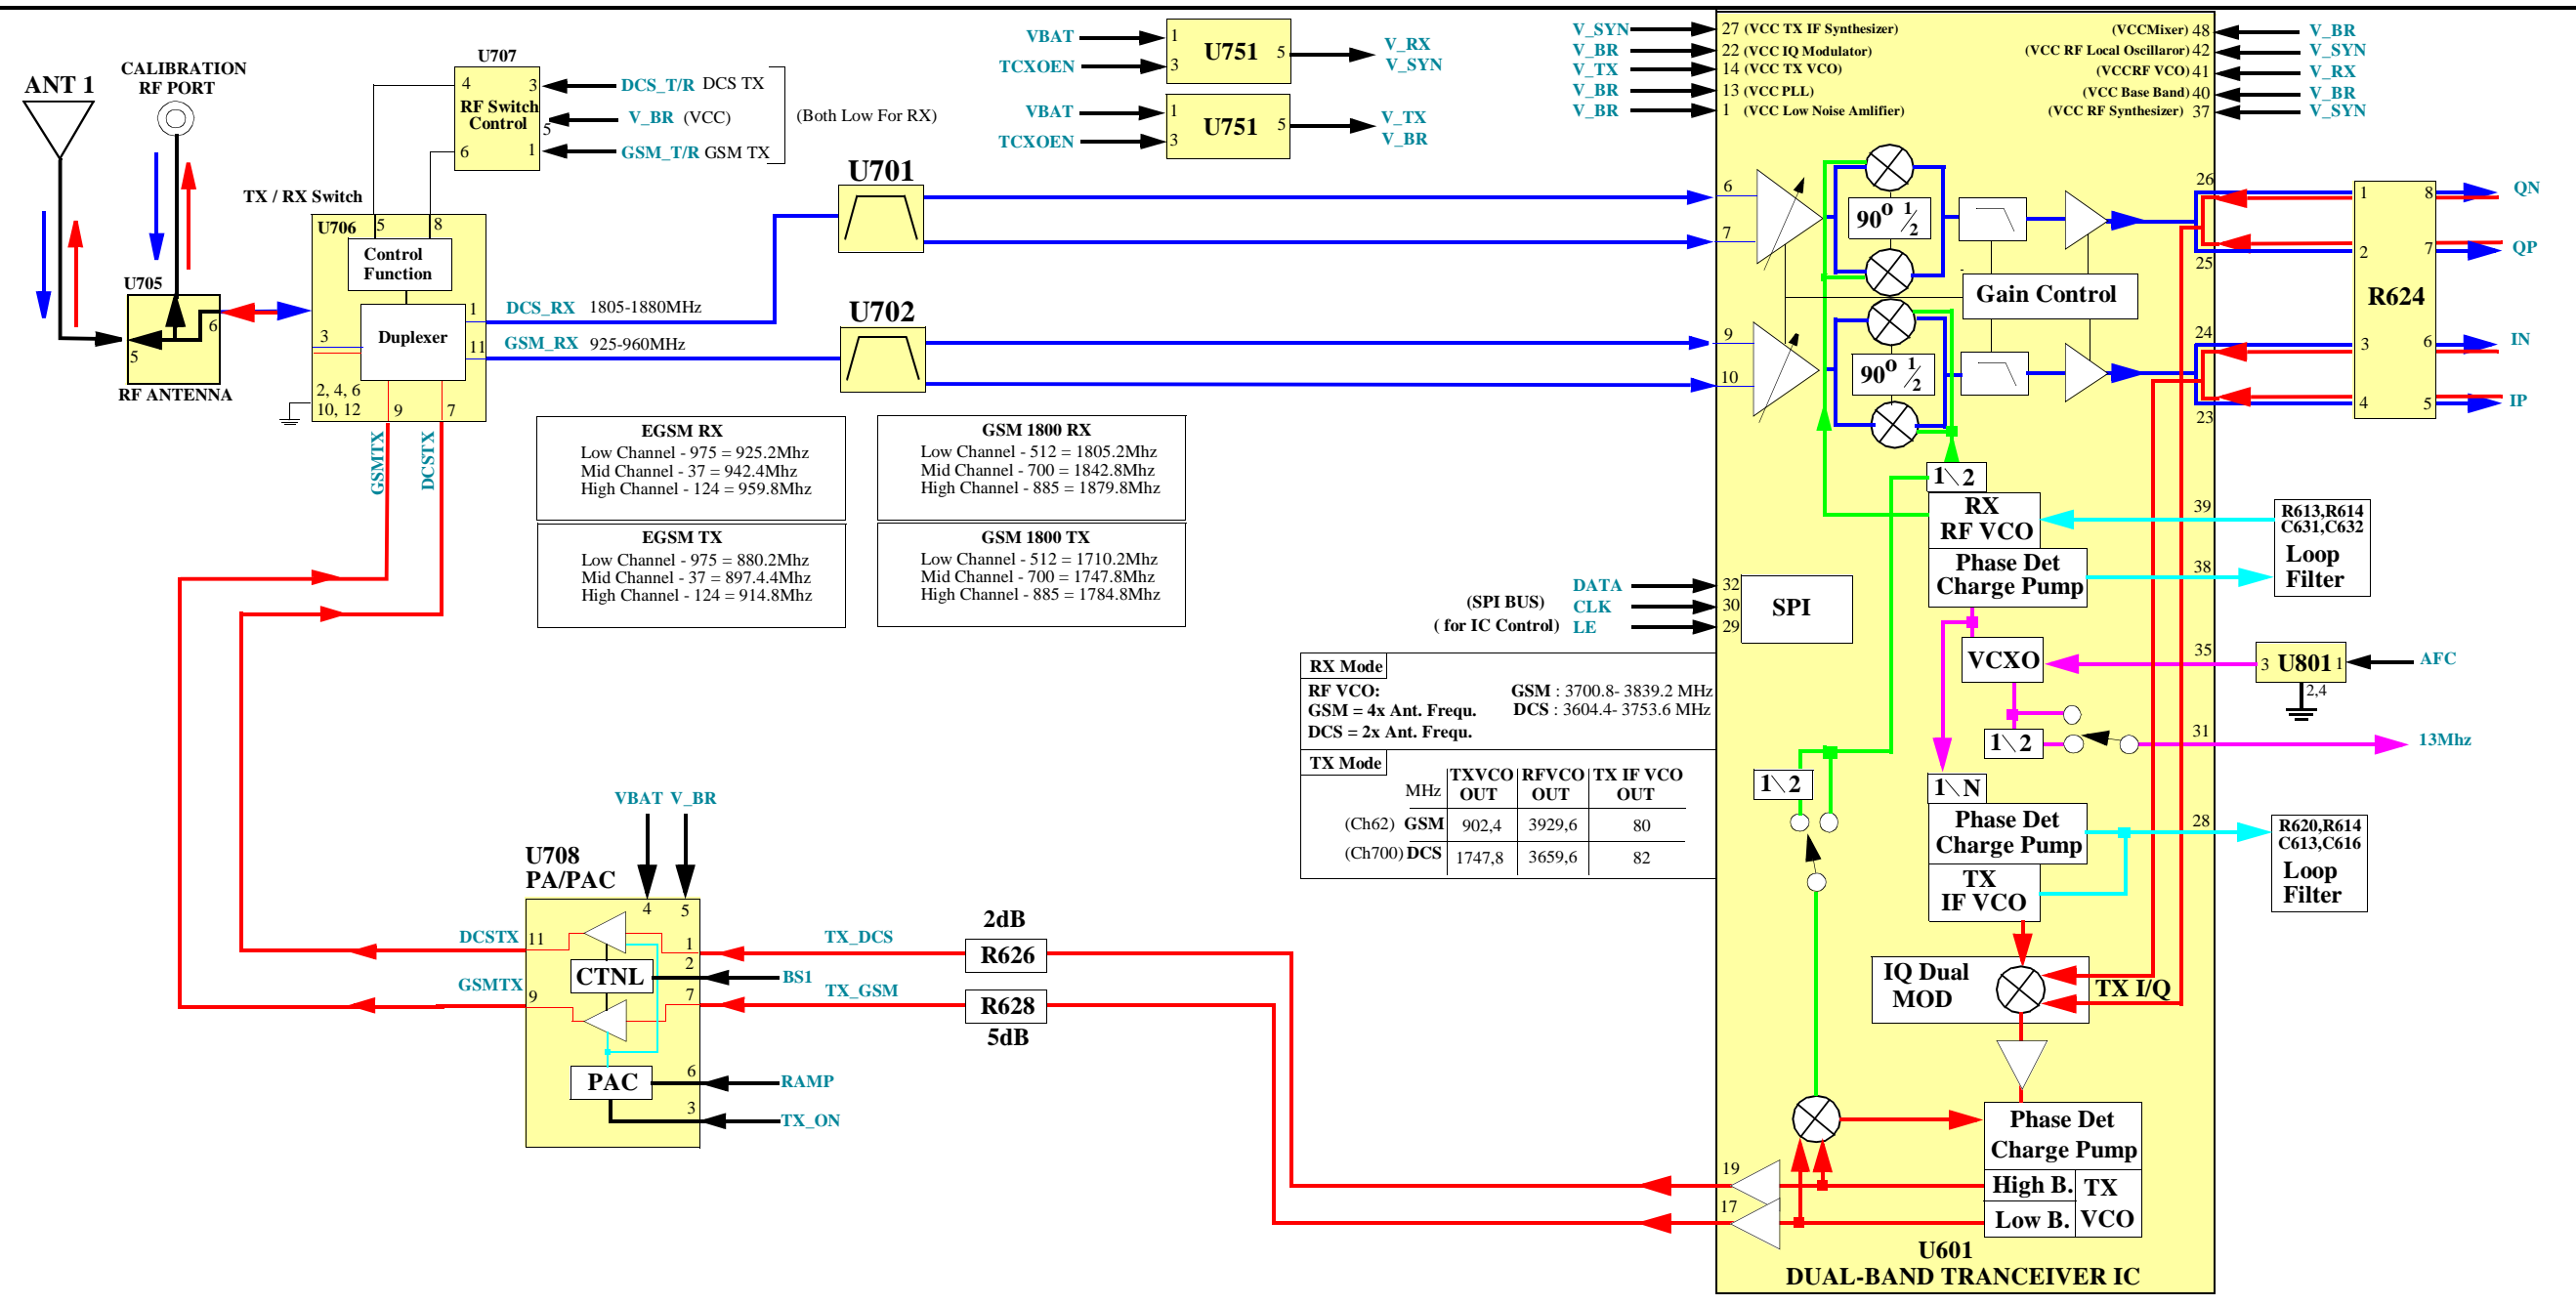 ANT 1
CALIBRATION
RF PORT
U707
4
3
RF Switch
Control
5
6
1
DCS_T/R DCS TX
V_BR (VCC)
GSM_T/R GSM TX
(Both Low For RX)
VBAT
TCXOEN
1
3
U751
5
V_RX
V_SYN
VBAT
TCXOEN
1
3
U751
5
V_TX
V_BR
V_SYN
27 (VCC TX IF Synthesizer)
V_BR
22 (VCC IQ Modulator)
V_TX
14 (VCC TX VCO)
V_BR
13 (VCC PLL)
V_BR
1 (VCC Low Noise Amlifier)
(VCCMixer) 48
V_BR
(VCC RF Local Oscillaror) 42
V_SYN
(VCCRF VCO) 41
V_RX
(VCC Base Band) 40
V_BR
(VCC RF Synthesizer) 37
V_SYN
TX / RX Switch
U706
5
8
Control
Function
Duplexer
3
1
11
2, 4, 6
10, 12
9
7
U705
6
5
RF ANTENNA
DCS_RX 1805-1880MHz
GSM_RX 925-960MHz
U701
U702
GSMTX
DCSTX
6
7
9
10
90o 1/2
90o 1/2
Gain Control
26
25
24
23
1
2
3
4
R624
8
7
6
5
QN
QP
IN
IP
EGSM RX
Low Channel - 975 = 925.2Mhz
Mid Channel - 37 = 942.4Mhz
High Channel - 124 = 959.8Mhz
GSM 1800 RX
Low Channel - 512 = 1805.2Mhz
Mid Channel - 700 = 1842.8Mhz
High Channel - 885 = 1879.8Mhz
EGSM TX
Low Channel - 975 = 880.2Mhz
Mid Channel - 37 = 897.4.4Mhz
High Channel - 124 = 914.8Mhz
GSM 1800 TX
Low Channel - 512 = 1710.2Mhz
Mid Channel - 700 = 1747.8Mhz
High Channel - 885 = 1784.8Mhz
1\2
RX
RF VCO
Phase Det
Charge Pump
39
38
R613,R614
C631,C632
Loop
Filter
(SPI BUS)
( for IC Control)
DATA
CLK
LE
32
30
29
SPI
VCXO
35
3 U801 1
2,4
AFC
1\2
31
13Mhz
RX Mode
RF VCO:
GSM = 4x Ant. Frequ.
DCS = 2x Ant. Frequ.
GSM : 3700.8- 3839.2 MHz
DCS : 3604.4- 3753.6 MHz
TX Mode
MHz
TXVCO OUT
RFVCO OUT
TX IF VCO OUT
(Ch62) GSM 902,4 3929,6 80
(Ch700) DCS 1747,8 3659,6 82
1\2
1\N
Phase Det
Charge Pump
TX
IF VCO
28
R620,R614
C613,C616
Loop
Filter
IQ Dual
MOD
TX I/Q
VBAT V_BR
U708
PA/PAC
4
5
DCSTX
11
GSMTX
9
CTNL
PAC
1
2
7
6
3
TX_DCS
BS1
TX_GSM
RAMP
TX_ON
2dB
R626
R628
5dB
19
17
Phase Det
Charge Pump
High B.
Low B.
TX
VCO
U601
DUAL-BAND TRANCEIVER IC